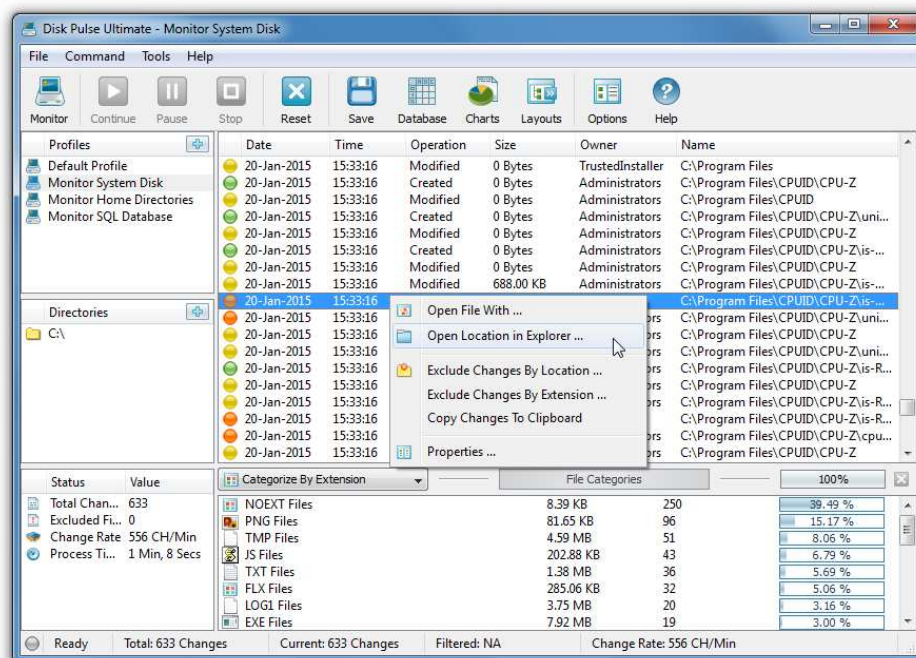 Disk Pulse Ultimate - Monitor System Disk
File Command Tools Help
Monitor Continue Pause Stop Reset Save Database Charts Layouts Options Help
Profiles
Default Profile
Monitor System Disk
Monitor Home Directories
Monitor SQL Database
Directories
C:\
Date Time Operation Size Owner Name
20-Jan-2015 15:33:16 Modified 0 Bytes TrustedInstaller C:\Program Files
20-Jan-2015 15:33:16 Created 0 Bytes Administrators C:\Program Files\CPUID\CPU-Z
20-Jan-2015 15:33:16 Modified 0 Bytes Administrators C:\Program Files\CPUID
20-Jan-2015 15:33:16 Created 0 Bytes Administrators C:\Program Files\CPUID\CPU-Z\uni...
20-Jan-2015 15:33:16 Modified 0 Bytes Administrators C:\Program Files\CPUID\CPU-Z
20-Jan-2015 15:33:16 Created 0 Bytes Administrators C:\Program Files\CPUID\CPU-Z\is-...
20-Jan-2015 15:33:16 Modified 0 Bytes Administrators C:\Program Files\CPUID\CPU-Z
20-Jan-2015 15:33:16 Modified 688.00 KB Administrators C:\Program Files\CPUID\CPU-Z\is-...
20-Jan-2015 15:33:16 C:\Program Files\CPUID\CPU-Z\is-...
20-Jan-2015 15:33:16 ors C:\Program Files\CPUID\CPU-Z\uni...
20-Jan-2015 15:33:16 ors C:\Program Files\CPUID\CPU-Z
20-Jan-2015 15:33:16 ors C:\Program Files\CPUID\CPU-Z\uni...
20-Jan-2015 15:33:16 ors C:\Program Files\CPUID\CPU-Z\is-R...
20-Jan-2015 15:33:16 ors C:\Program Files\CPUID\CPU-Z
20-Jan-2015 15:33:16 ors C:\Program Files\CPUID\CPU-Z\is-R...
20-Jan-2015 15:33:16 C:\Program Files\CPUID\CPU-Z\is-R...
20-Jan-2015 15:33:16 ors C:\Program Files\CPUID\CPU-Z\cpu...
20-Jan-2015 15:33:16 ors C:\Program Files\CPUID\CPU-Z
Open File With ...
Open Location in Explorer ...
Exclude Changes By Location ...
Exclude Changes By Extension ...
Copy Changes To Clipboard
Properties ...
Status Value
Total Chan... 633
Excluded Fi... 0
Change Rate 556 CH/Min
Process Ti... 1 Min, 8 Secs
Categorize By Extension File Categories 100%
NOEXT Files 8.39 KB 250 39.49 %
PNG Files 81.65 KB 96 15.17 %
TMP Files 4.59 MB 51 8.06 %
JS Files 202.88 KB 43 6.79 %
TXT Files 1.38 MB 36 5.69 %
FLX Files 285.06 KB 32 5.06 %
LOG1 Files 3.75 MB 20 3.16 %
EXE Files 7.92 MB 19 3.00 %
Ready Total: 633 Changes Current: 633 Changes Filtered: NA Change Rate: 556 CH/Min